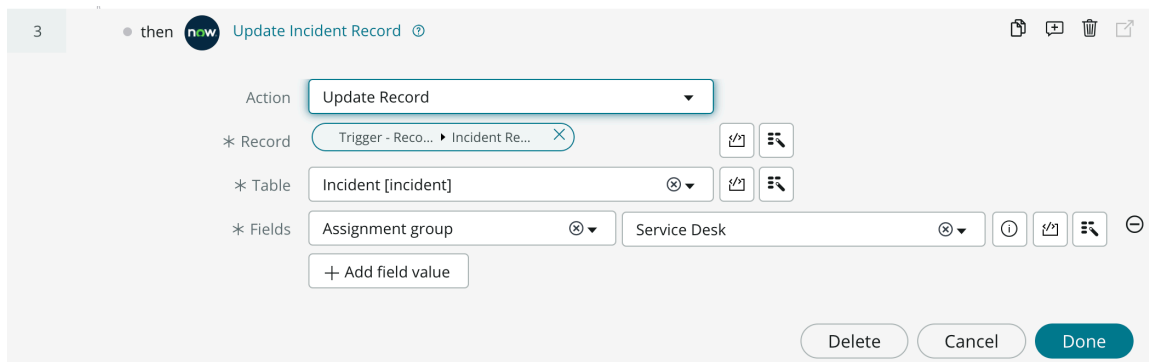 3 then now Update Incident Record
Action Update Record
* Record Trigger - Reco... ▸ Incident Re...
* Table Incident [incident]
* Fields Assignment group Service Desk
+ Add field value
Delete Cancel Done